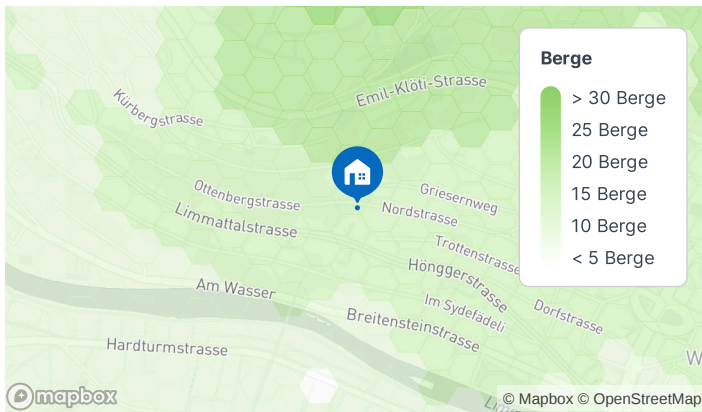 Berge
> 30 Berge
25 Berge
20 Berge
15 Berge
10 Berge
< 5 Berge
Emil-Klöti-Strasse
Kürbergstrasse
Ottenbergstrasse
Griesernweg
Nordstrasse
Limmattalstrasse
Trottenstrasse
Hönggerstrasse
Am Wasser
Im Sydefädeli
Dorfstrasse
Breitensteinstrasse
Hardturmstrasse
W
Limm
mapbox
© Mapbox © OpenStreetMap